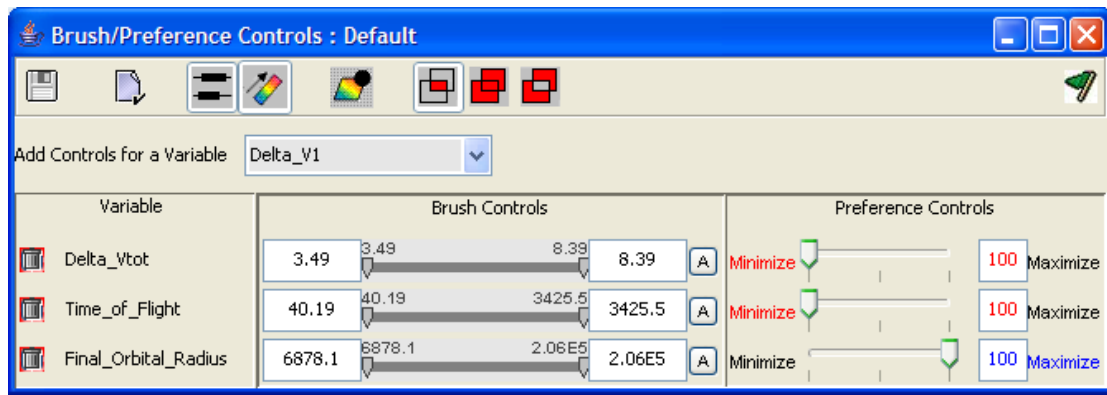 Brush/Preference Controls : Default
Add Controls for a Variable Delta_V1
Variable Brush Controls Preference Controls
Delta_Vtot 3.49 3.49 8.39 8.39 A Minimize 100 Maximize
Time_of_Flight 40.19 40.19 3425.5 3425.5 A Minimize 100 Maximize
Final_Orbital_Radius 6878.1 6878.1 2.06E5 2.06E5 A Minimize 100 Maximize